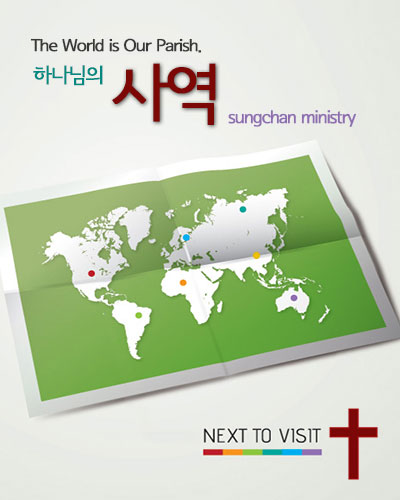 The World is Our Parish.
하나님의 사역
sungchan ministry
NEXT TO VISIT